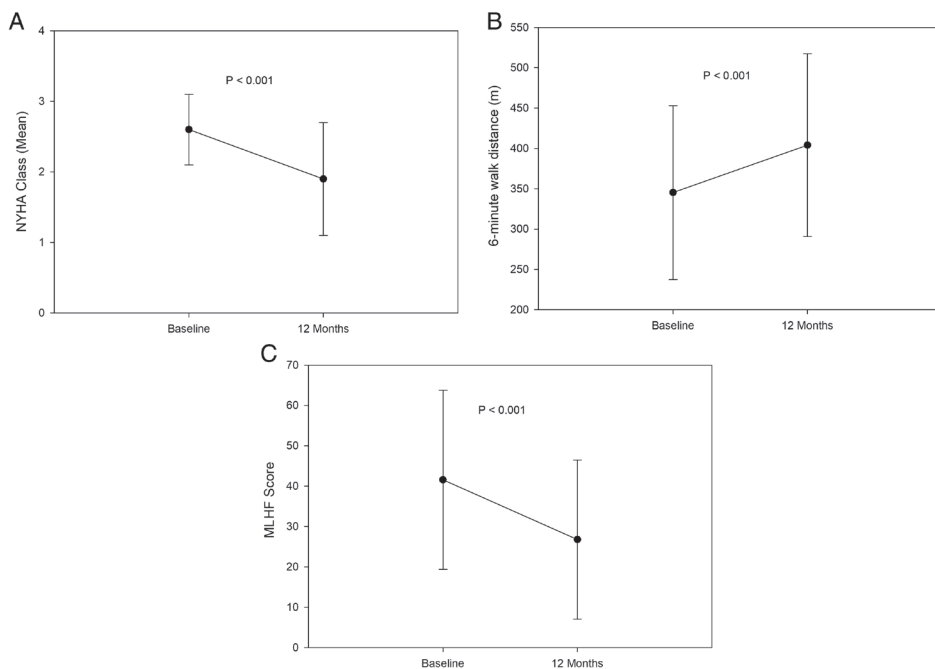 A
NYHA Class (Mean)
4
3
2
1
0
P < 0.001
Baseline
12 Months
B
6-minute walk distance (m)
550
500
450
400
350
300
250
200
P < 0.001
Baseline
12 Months
C
MLHF Score
70
60
50
40
30
20
10
0
P < 0.001
Baseline
12 Months